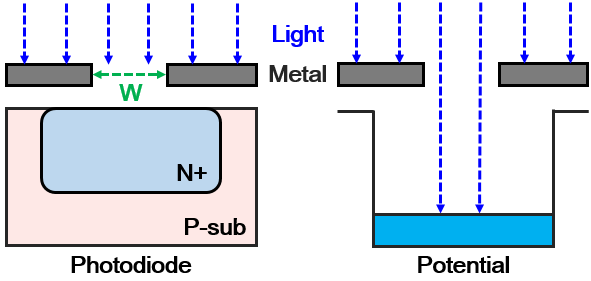 Light
Metal
W
N+
P-sub
Photodiode
Potential